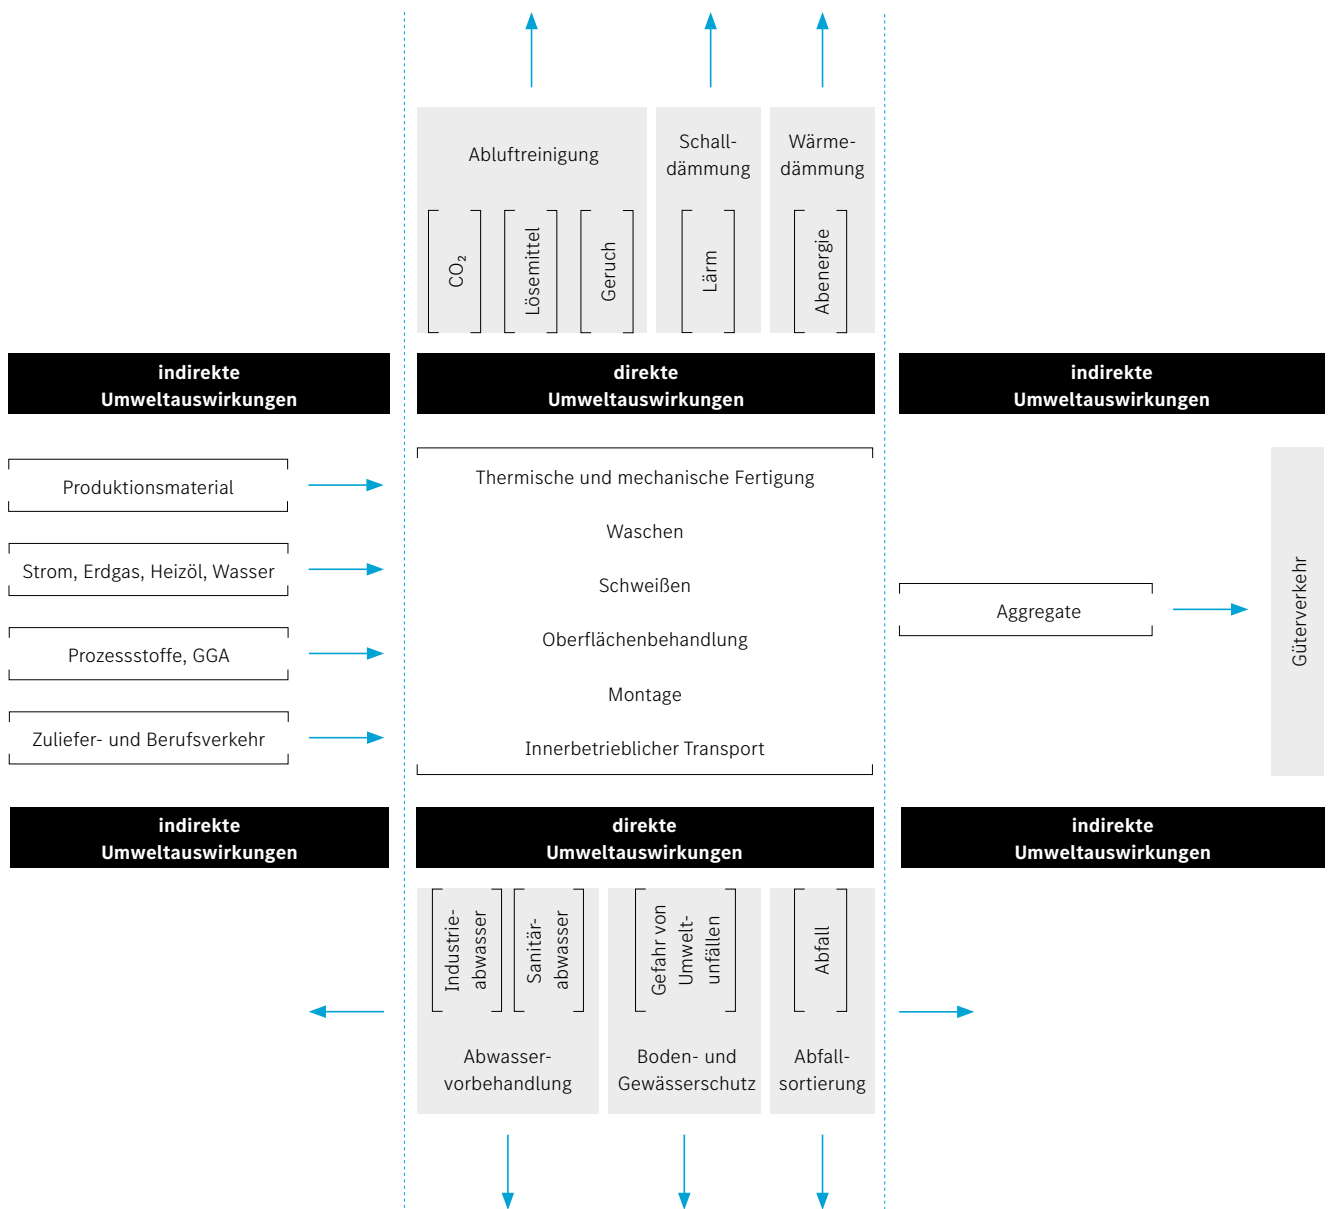 Abluftreinigung
Schall-
dämmung
Wärme-
dämmung
CO₂
Lösemittel
Geruch
Lärm
Abenergie
indirekte
Umweltauswirkungen
direkte
Umweltauswirkungen
indirekte
Umweltauswirkungen
Produktionsmaterial
Strom, Erdgas, Heizöl, Wasser
Prozessstoffe, GGA
Zuliefer- und Berufsverkehr
Thermische und mechanische Fertigung
Waschen
Schweißen
Oberflächenbehandlung
Montage
Innerbetrieblicher Transport
Aggregate
Güterverkehr
indirekte
Umweltauswirkungen
direkte
Umweltauswirkungen
indirekte
Umweltauswirkungen
Industrie-
abwasser
Sanitär-
abwasser
Gefahr von
Umwelt-
unfällen
Abfall
Abwasser-
vorbehandlung
Boden- und
Gewässerschutz
Abfall-
sortierung